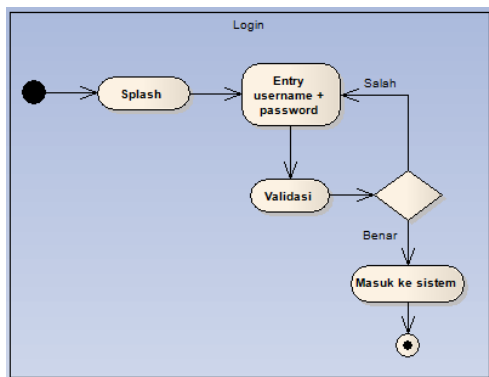 Login
Splash
Entry
username +
password
Salah
Validasi
Benar
Masuk ke sistem